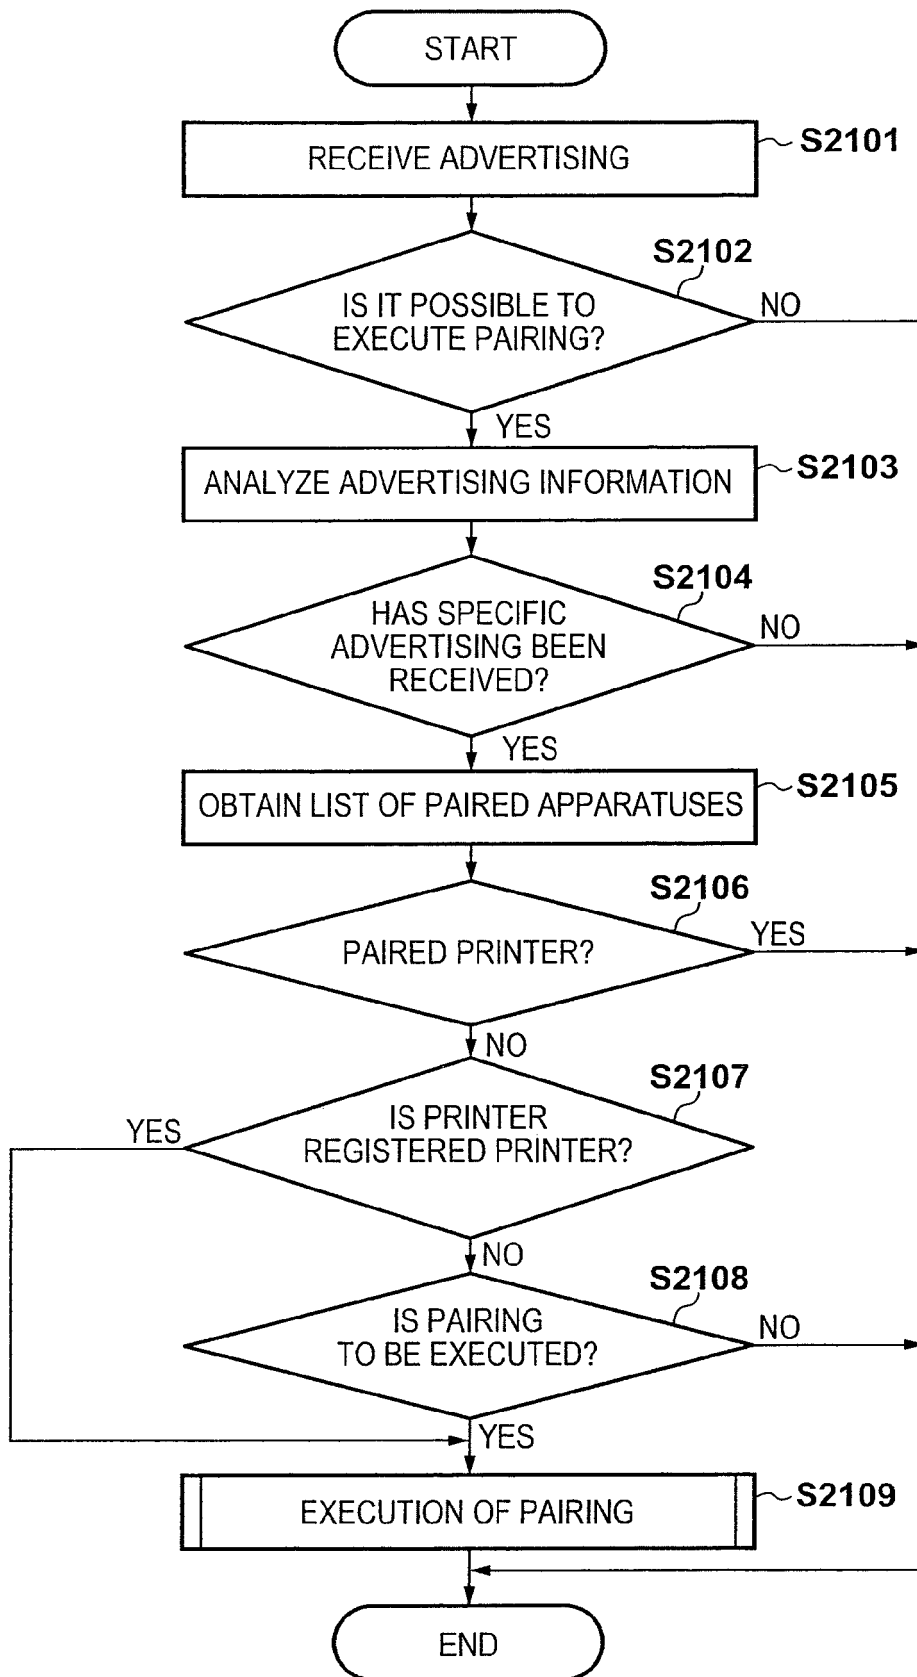 START
RECEIVE ADVERTISING
S2101
S2102
IS IT POSSIBLE TO
EXECUTE PAIRING?
NO
YES
ANALYZE ADVERTISING INFORMATION
S2103
S2104
HAS SPECIFIC
ADVERTISING BEEN
RECEIVED?
NO
YES
OBTAIN LIST OF PAIRED APPARATUSES
S2105
S2106
PAIRED PRINTER?
YES
NO
S2107
IS PRINTER
REGISTERED PRINTER?
YES
NO
S2108
IS PAIRING
TO BE EXECUTED?
NO
YES
EXECUTION OF PAIRING
S2109
END